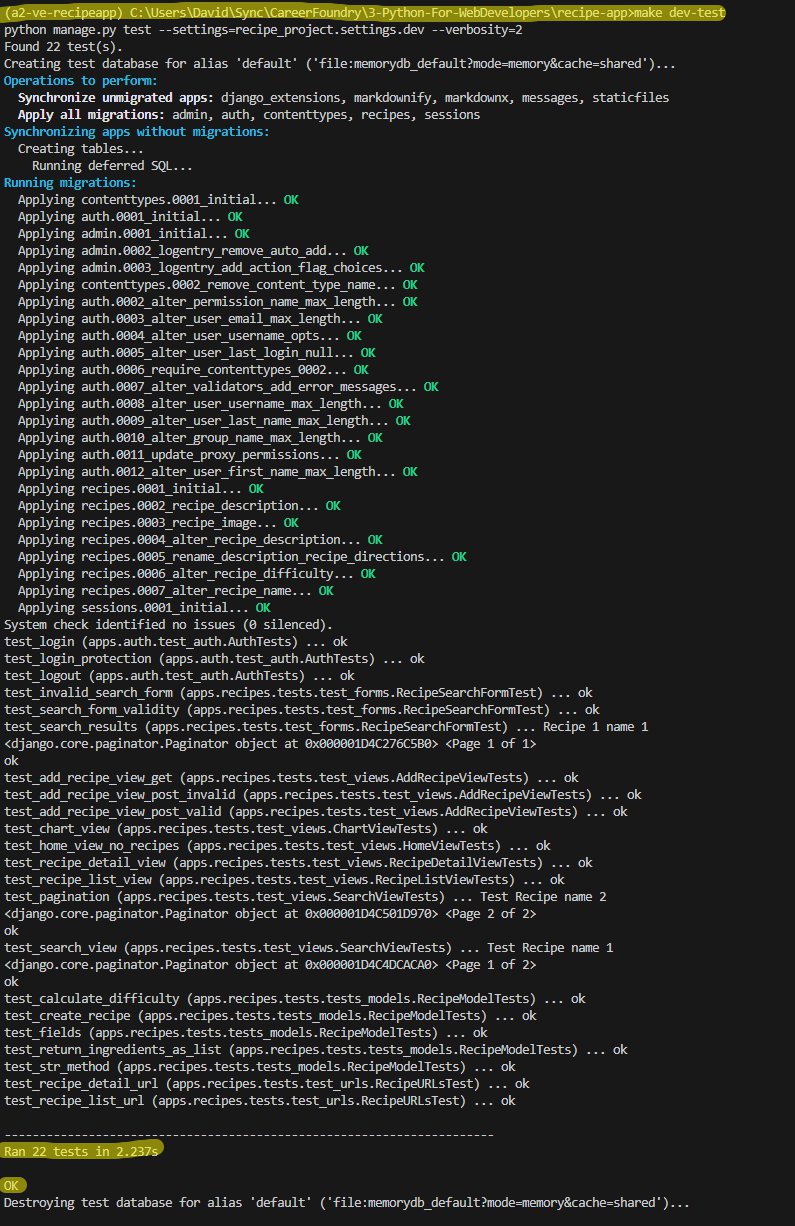 (a2-ve-recipeapp) C:\Users\David\Sync\CareerFoundry\3-Python-For-WebDevelopers\recipe-app>make dev-test
python manage.py test --settings=recipe_project.settings.dev --verbosity=2
Found 22 test(s).
Creating test database for alias 'default' ('file:memorydb_default?mode=memory&cache=shared')...
Operations to perform:
  Synchronize unmigrated apps: django_extensions, markdownify, markdownx, messages, staticfiles
  Apply all migrations: admin, auth, contenttypes, recipes, sessions
Synchronizing apps without migrations:
  Creating tables...
    Running deferred SQL...
Running migrations:
  Applying contenttypes.0001_initial... OK
  Applying auth.0001_initial... OK
  Applying admin.0001_initial... OK
  Applying admin.0002_logentry_remove_auto_add... OK
  Applying admin.0003_logentry_add_action_flag_choices... OK
  Applying contenttypes.0002_remove_content_type_name... OK
  Applying auth.0002_alter_permission_name_max_length... OK
  Applying auth.0003_alter_user_email_max_length... OK
  Applying auth.0004_alter_user_username_opts... OK
  Applying auth.0005_alter_user_last_login_null... OK
  Applying auth.0006_require_contenttypes_0002... OK
  Applying auth.0007_alter_validators_add_error_messages... OK
  Applying auth.0008_alter_user_username_max_length... OK
  Applying auth.0009_alter_user_last_name_max_length... OK
  Applying auth.0010_alter_group_name_max_length... OK
  Applying auth.0011_update_proxy_permissions... OK
  Applying auth.0012_alter_user_first_name_max_length... OK
  Applying recipes.0001_initial... OK
  Applying recipes.0002_recipe_description... OK
  Applying recipes.0003_recipe_image... OK
  Applying recipes.0004_alter_recipe_description... OK
  Applying recipes.0005_rename_description_recipe_directions... OK
  Applying recipes.0006_alter_recipe_difficulty... OK
  Applying recipes.0007_alter_recipe_name... OK
  Applying sessions.0001_initial... OK
System check identified no issues (0 silenced).
test_login (apps.auth.test_auth.AuthTests) ... ok
test_login_protection (apps.auth.test_auth.AuthTests) ... ok
test_logout (apps.auth.test_auth.AuthTests) ... ok
test_invalid_search_form (apps.recipes.tests.test_forms.RecipeSearchFormTest) ... ok
test_search_form_validity (apps.recipes.tests.test_forms.RecipeSearchFormTest) ... ok
test_search_results (apps.recipes.tests.test_forms.RecipeSearchFormTest) ... Recipe 1 name 1
<django.core.paginator.Paginator object at 0x000001D4C276C5B0> <Page 1 of 1>
ok
test_add_recipe_view_get (apps.recipes.tests.test_views.AddRecipeViewTests) ... ok
test_add_recipe_view_post_invalid (apps.recipes.tests.test_views.AddRecipeViewTests) ... ok
test_add_recipe_view_post_valid (apps.recipes.tests.test_views.AddRecipeViewTests) ... ok
test_chart_view (apps.recipes.tests.test_views.ChartViewTests) ... ok
test_home_view_no_recipes (apps.recipes.tests.test_views.HomeViewTests) ... ok
test_recipe_detail_view (apps.recipes.tests.test_views.RecipeDetailViewTests) ... ok
test_recipe_list_view (apps.recipes.tests.test_views.RecipeListViewTests) ... ok
test_pagination (apps.recipes.tests.test_views.SearchViewTests) ... Test Recipe name 2
<django.core.paginator.Paginator object at 0x000001D4C501D970> <Page 2 of 2>
ok
test_search_view (apps.recipes.tests.test_views.SearchViewTests) ... Test Recipe name 1
<django.core.paginator.Paginator object at 0x000001D4C4DCACA0> <Page 1 of 2>
ok
test_calculate_difficulty (apps.recipes.tests.tests_models.RecipeModelTests) ... ok
test_create_recipe (apps.recipes.tests.tests_models.RecipeModelTests) ... ok
test_fields (apps.recipes.tests.tests_models.RecipeModelTests) ... ok
test_return_ingredients_as_list (apps.recipes.tests.tests_models.RecipeModelTests) ... ok
test_str_method (apps.recipes.tests.tests_models.RecipeModelTests) ... ok
test_recipe_detail_url (apps.recipes.tests.test_urls.RecipeURLsTest) ... ok
test_recipe_list_url (apps.recipes.tests.test_urls.RecipeURLsTest) ... ok

----------------------------------------------------------------------
Ran 22 tests in 2.237s

OK
Destroying test database for alias 'default' ('file:memorydb_default?mode=memory&cache=shared')...